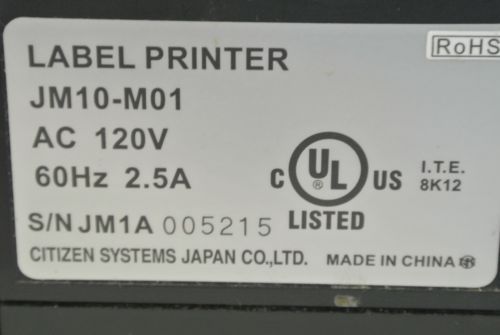 RoHS
LABEL PRINTER
JM10-M01
AC 120V
60Hz 2.5A
C UL ® US
LISTED
I.T.E.
8K12
S/N JM1A 005215
CITIZEN SYSTEMS JAPAN CO.,LTD. MADE IN CHINA